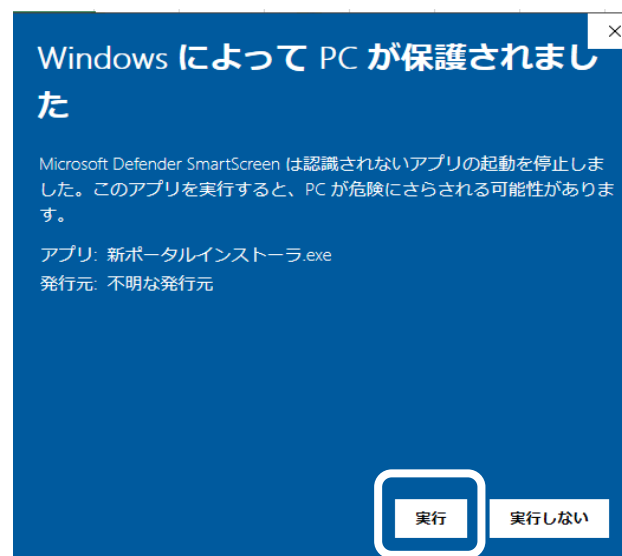 Windows によって PC が保護されまし
た
Microsoft Defender SmartScreen は認識されないアプリの起動を停止しま
した。このアプリを実行すると、PC が危険にさらされる可能性がありま
す。
アプリ: 新ポータルインストーラ.exe
発行元: 不明な発行元
実行 実行しない